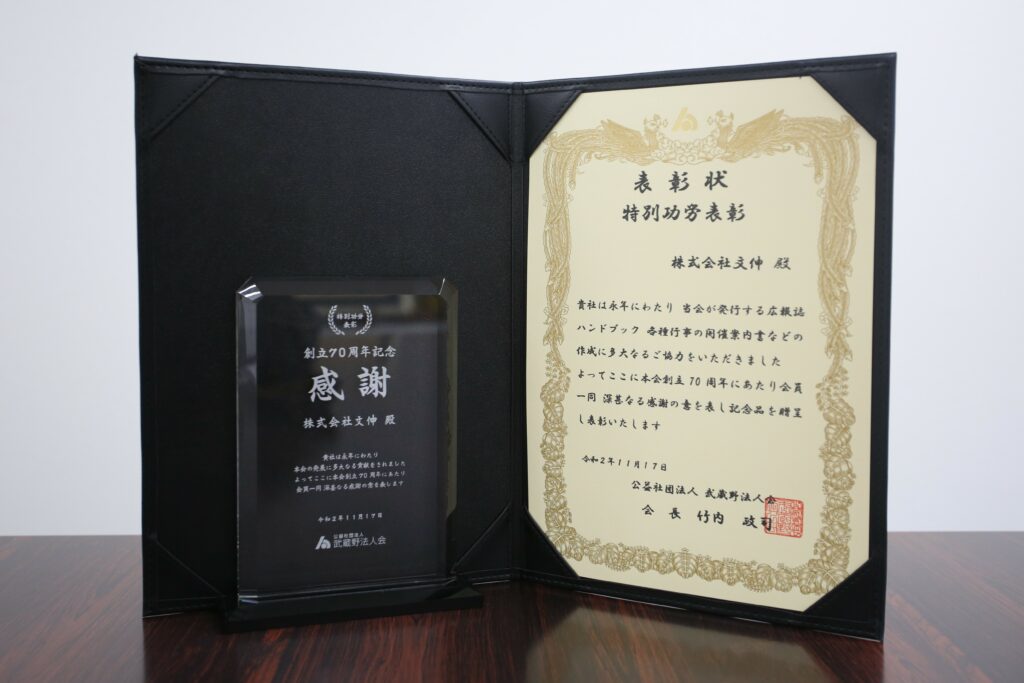 特別功労
表彰
創立70周年記念
感謝
株式会社文伸 殿
貴社は永年にわたり
本会の発展に多大なる貢献をされました
よってここに本会創立70周年にあたり
会員一同 深甚なる感謝の意を表します
令和2年11月17日
公益社団法人
武蔵野法人会
表彰状
特別功労表彰
株式会社文伸 殿
貴社は永年にわたり 当会が発行する広報誌
ハンドブック 各種行事の開催案内書などの
作成に多大なるご協力をいただきました
よってここに本会創立70周年にあたり会員
一同 深甚なる感謝の意を表し記念品を贈呈
し表彰いたします
令和2年11月17日
公益社団法人 武蔵野法人会
会長 竹内 政司